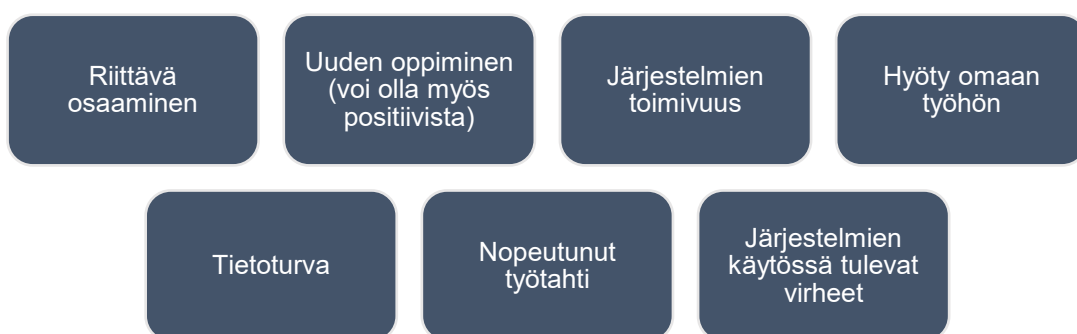 Riittävä
osaaminen
Uuden oppiminen
(voi olla myös
positiivista)
Järjestelmien
toimivuus
Hyöty omaan
työhön
Tietoturva
Nopeutunut
työtahti
Järjestelmien
käytössä tulevat
virheet